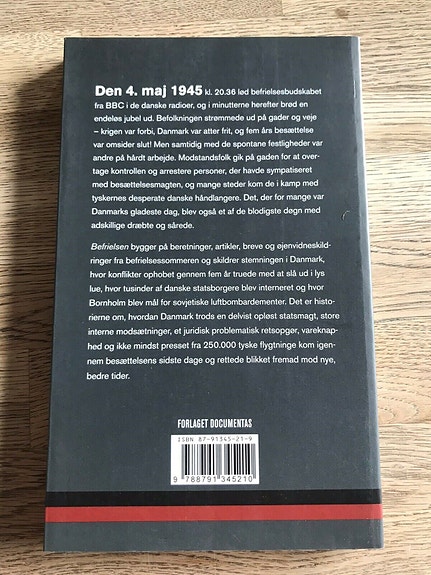 Den 4. maj 1945 kl. 20.36 lød befrielsesbudskabet
fra BBC i de danske radioer, og i minutterne herefter brød en
endeløs jubel ud. Befolkningen strømmede ud på gader og veje
– krigen var forbi, Danmark var atter frit, og fem års besættelse
var omsider slut! Men samtidig med de spontane festligheder var
andre på hårdt arbejde. Modstandsfolk gik på gaden for at over-
tage kontrollen og arrestere personer, der havde sympatiseret
med besættelsesmagten, og mange steder kom de i kamp med
tyskernes desperate danske håndlangere. Det, der for mange var
Danmarks gladeste dag, blev også et af de blodigste døgn med
adskillige dræbte og sårede.
Befrielsen bygger på beretninger, artikler, breve og øjenvidneskild-
ringer fra befrielsessommeren og skildrer stemningen i Danmark,
hvor konflikter ophobet gennem fem år truede med at slå ud i lys
lue, hvor tusinder af danske statsborgere blev interneret og hvor
Bornholm blev mål for sovjetiske luftbombardementer. Det er his-
torierne om, hvordan Danmark trods en delvist opløst statsmagt, store
interne modsætninger, et juridisk problematisk retsopgør, vareknap-
hed og ikke mindst presset fra 250.000 tyske flygtninge kom igen-
nem besættelsens sidste dage og rettede blikket fremad mod nye,
bedre tider.
FORLAGET DOCUMENTAS
ISBN 87-91345-21-9
9 788791 345210